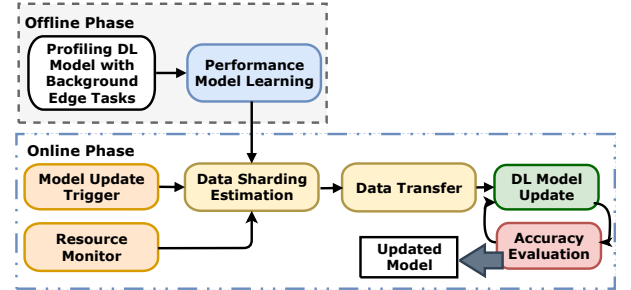 Offline Phase
Profiling DL
Model with
Background
Edge Tasks
Performance
Model Learning
Online Phase
Model Update
Trigger
Data Sharding
Estimation
Data Transfer
DL Model
Update
Resource
Monitor
Updated
Model
Accuracy
Evaluation